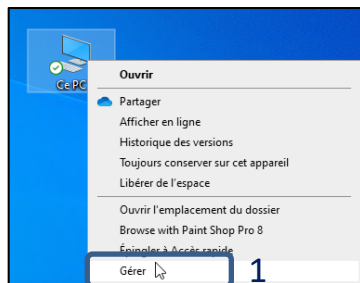 Ce PC
Ouvrir
Partager
Afficher en ligne
Historique des versions
Toujours conserver sur cet appareil
Libérer de l'espace
Ouvrir l'emplacement du dossier
Browse with Paint Shop Pro 8
Épingler à Accès rapide
Gérer
1